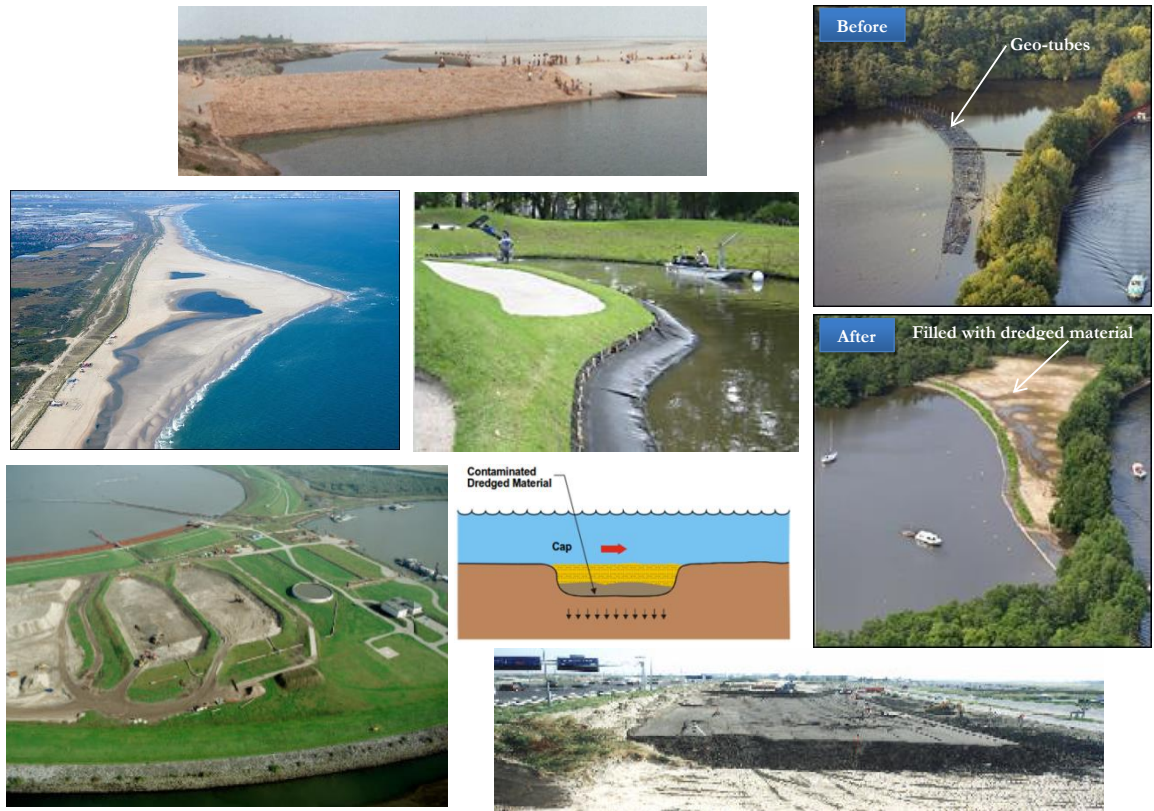 Before
Geo-tubes
After
Filled with dredged material
Contaminated
Dredged Material
Cap